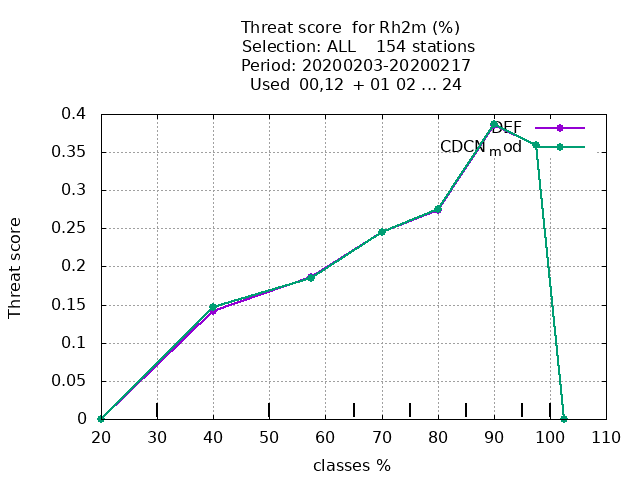 Threat score for Rh2m (%)
Selection: ALL 154 stations
Period: 20200203-20200217
Used 00,12 + 01 02 ... 24
0.4
0.35
0.3
0.25
0.2
0.15
0.1
0.05
0
Threat score
DEF
CDCN_mod
20 30 40 50 60 70 80 90 100 110
classes %